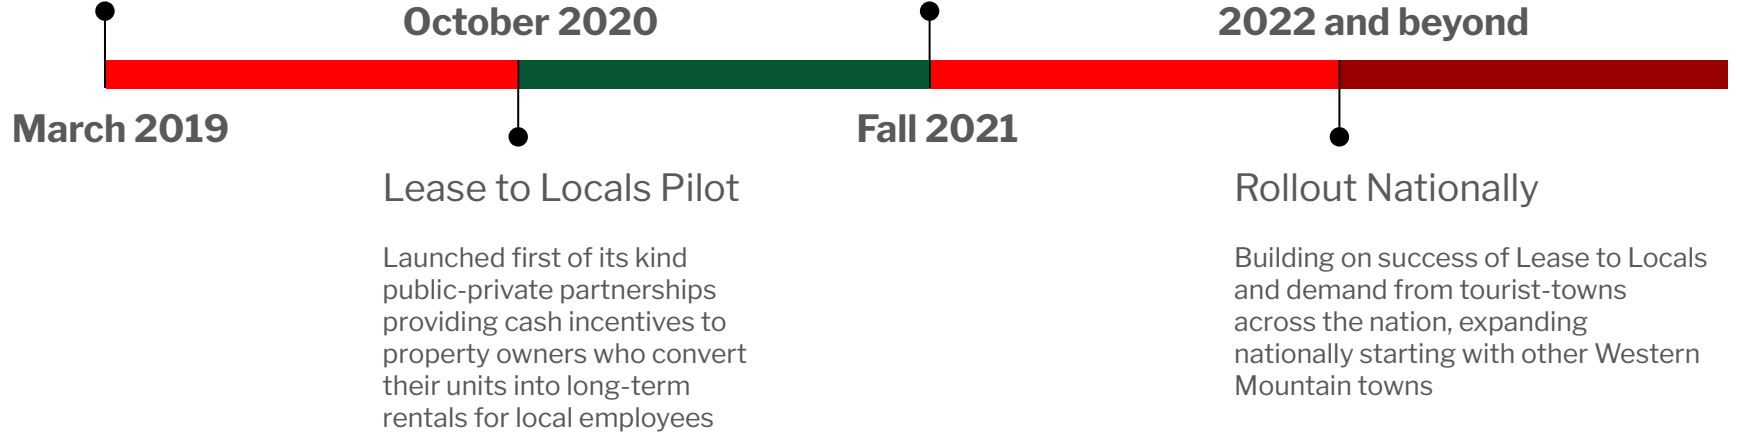 October 2020
2022 and beyond
March 2019
Fall 2021
Lease to Locals Pilot
Launched first of its kind
public-private partnerships
providing cash incentives to
property owners who convert
their units into long-term
rentals for local employees
Rollout Nationally
Building on success of Lease to Locals
and demand from tourist-towns
across the nation, expanding
nationally starting with other Western
Mountain towns